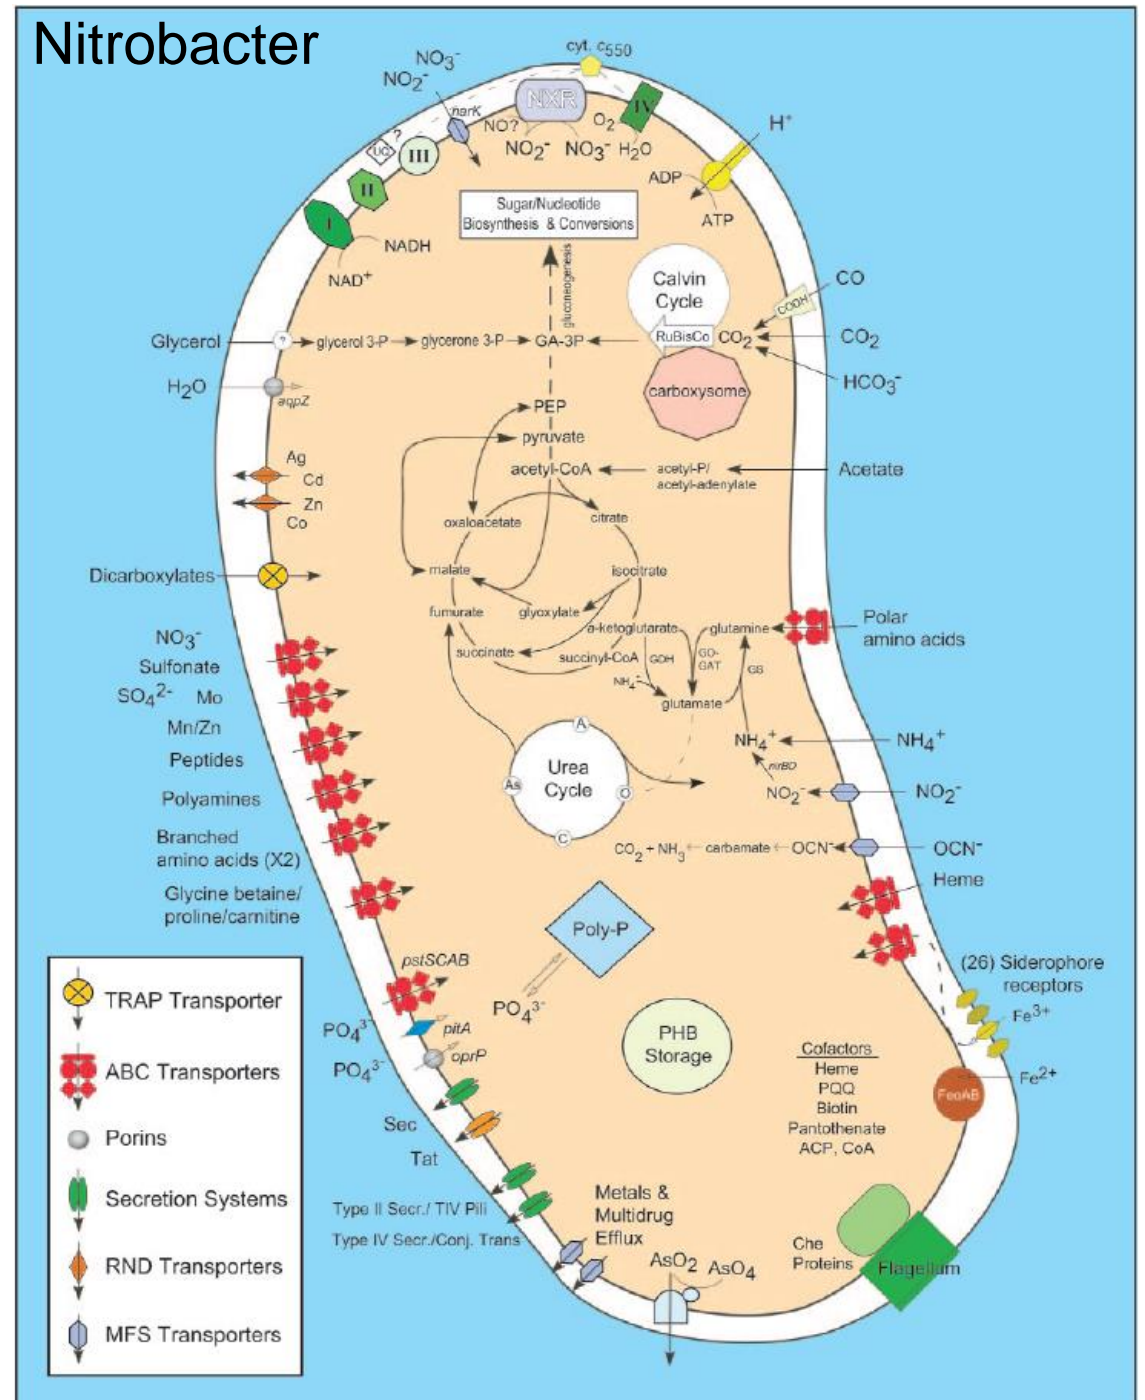 Nitrobacter
cyt. c550
NO3-
NO2-
narK
NXR
IV
NO?
O2
NO2-
NO3-
H2O
H+
?
UQ
III
II
I
ADP
ATP
NADH
NAD+
Sugar/Nucleotide
Biosynthesis & Conversions
gluconeogenesis
Calvin
Cycle
CO
COOH
Glycerol
?
glycerol 3-P
glycerone 3-P
GA-3P
RuBisCo
CO2
CO2
H2O
aqpZ
carboxysome
HCO3-
PEP
pyruvate
Ag
Cd
Zn
Co
acetyl-CoA
acetyl-P/
acetyl-adenylate
Acetate
oxaloacetate
citrate
Dicarboxylates
malate
isocitrate
fumurate
glyoxylate
a-ketoglutarate
glutamine
Polar
amino acids
succinate
succinyl-CoA
GDH
GO-
GAT
GS
NH4-
glutamate
NO3-
Sulfonate
SO42-
Mo
Mn/Zn
Peptides
Polyamines
Branched
amino acids (X2)
Glycine betaine/
proline/carnitine
A
Urea
Cycle
As
O
C
NH4+
NH4+
nirBD
NO2-
NO2-
CO2 + NH3
carbamate
OCN-
OCN-
Heme
Poly-P
pstSCAB
PO43-
(26) Siderophore
receptors
Fe3+
PO43-
pitA
PO43-
oprP
PHB
Storage
Cofactors
Heme
PQQ
Biotin
Pantothenate
ACP, CoA
Fe2+
FeoAB
Sec
Tat
Type II Secr./ TIV Pili
Type IV Secr./Conj. Trans
Metals &
Multidrug
Efflux
AsO2
AsO4
Che
Proteins
Flagellum
TRAP Transporter
ABC Transporters
Porins
Secretion Systems
RND Transporters
MFS Transporters